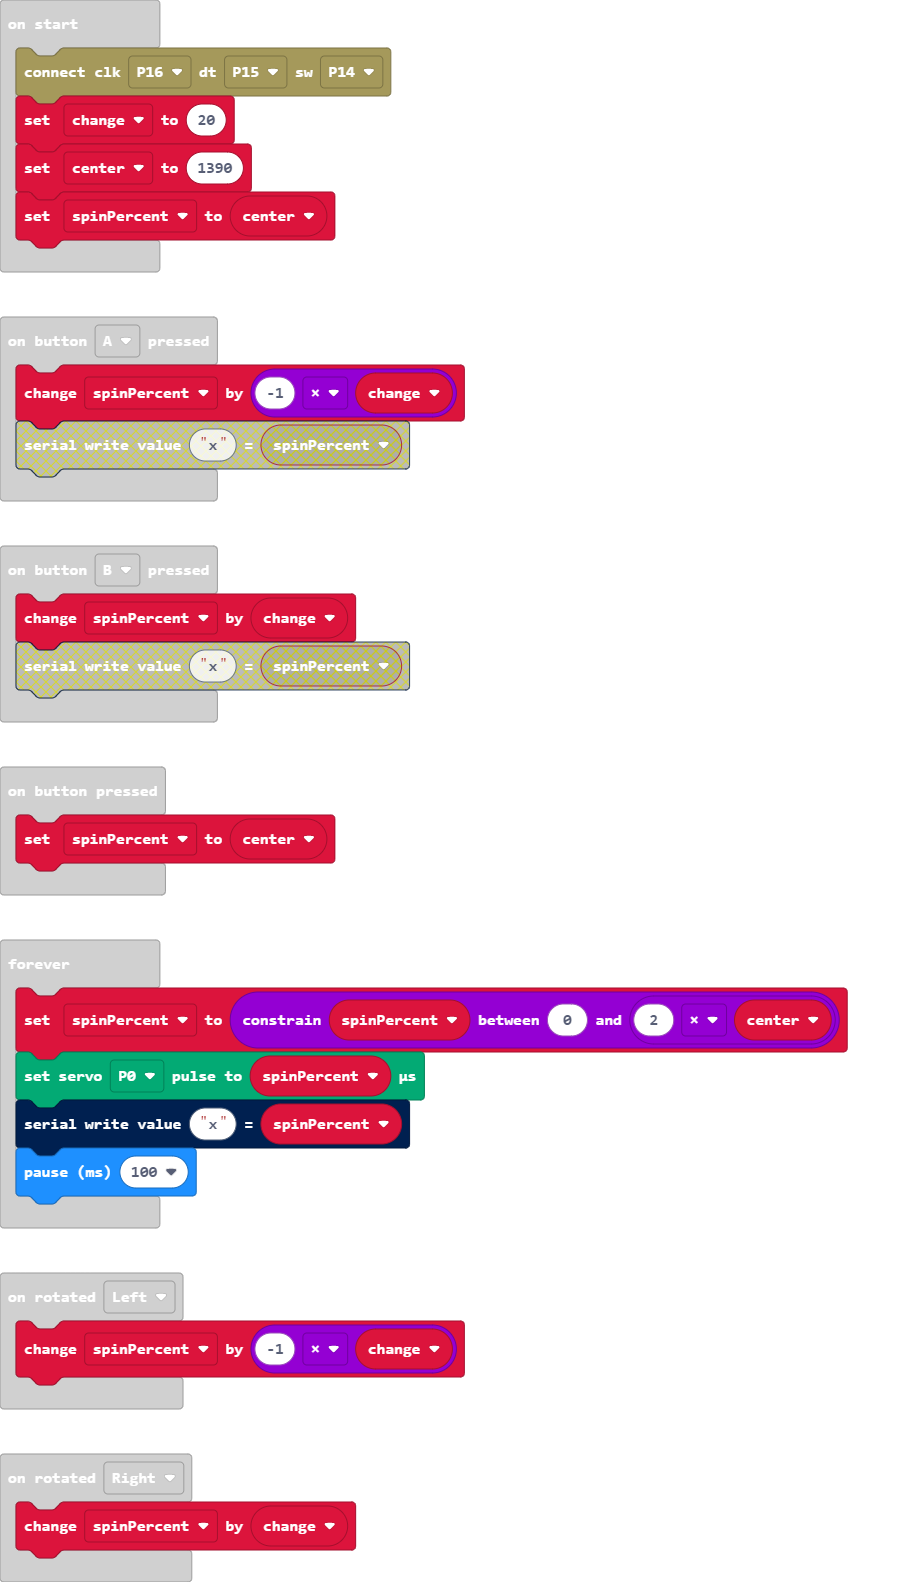 on start
connect clk P16 dt P15 sw P14
set change to 20
set center to 1390
set spinPercent to center
on button A pressed
change spinPercent by -1 × change
serial write value "x" = spinPercent
on button B pressed
change spinPercent by change
serial write value "x" = spinPercent
on button pressed
set spinPercent to center
forever
set spinPercent to constrain spinPercent between 0 and 2 × center
set servo P0 pulse to spinPercent µs
serial write value "x" = spinPercent
pause (ms) 100
on rotated Left
change spinPercent by -1 × change
on rotated Right
change spinPercent by change